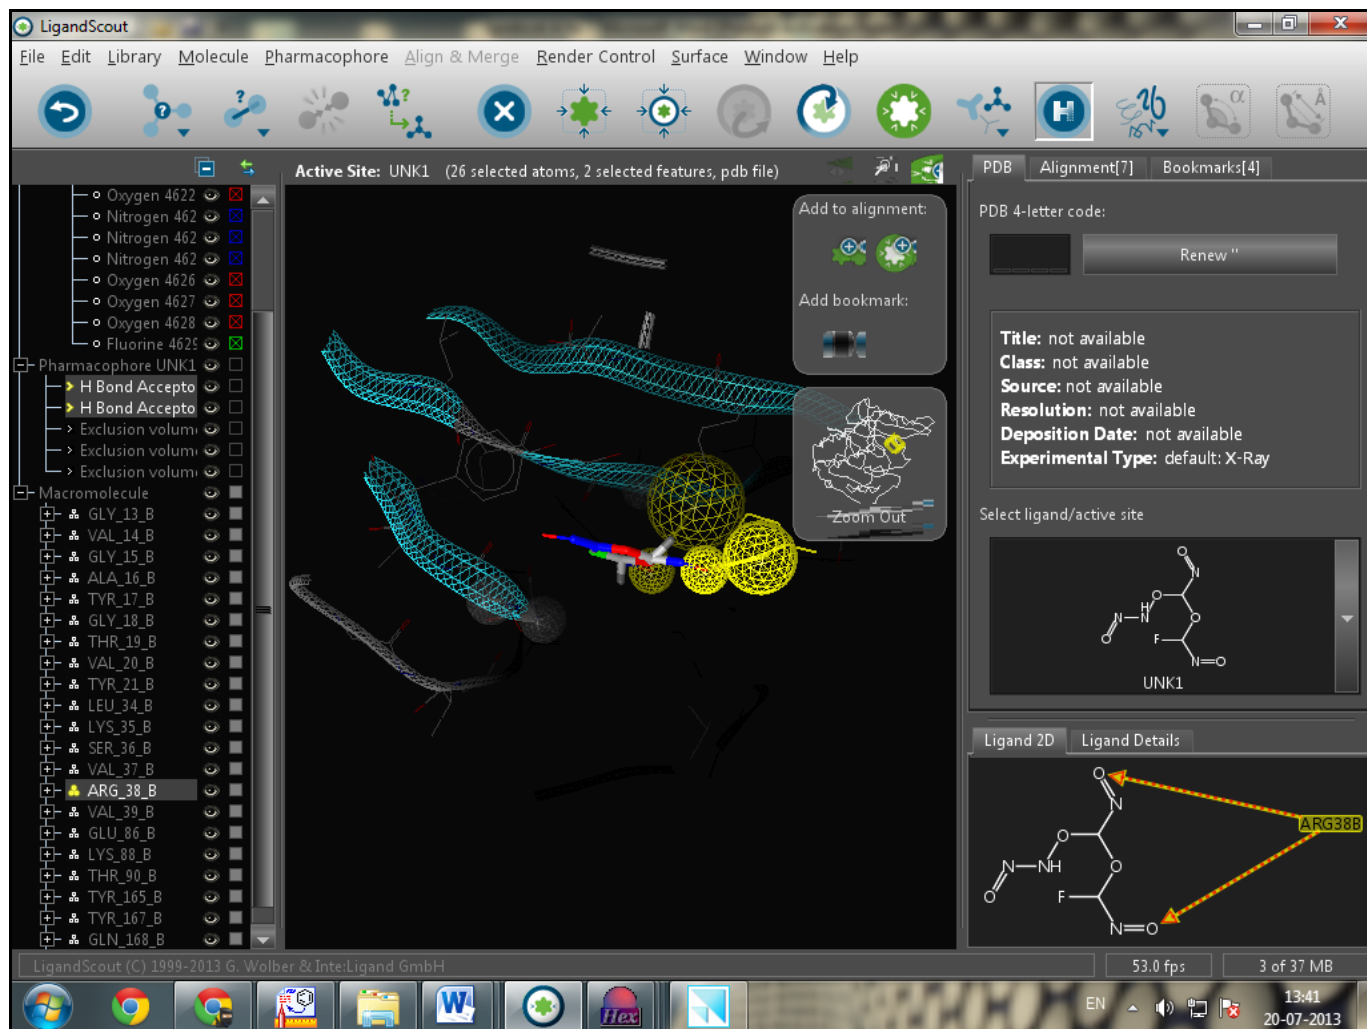 LigandScout
File Edit Library Molecule Pharmacophore Align & Merge Render Control Surface Window Help
Active Site: UNK1 (26 selected atoms, 2 selected features, pdb file)
Oxygen 4622
Nitrogen 462
Nitrogen 462
Nitrogen 462
Oxygen 4626
Oxygen 4627
Oxygen 4628
Fluorine 4629
Pharmacophore UNK1
H Bond Accepto
H Bond Accepto
Exclusion volum
Exclusion volum
Exclusion volum
Macromolecule
GLY_13_B
VAL_14_B
GLY_15_B
ALA_16_B
TYR_17_B
GLY_18_B
THR_19_B
VAL_20_B
TYR_21_B
LEU_34_B
LYS_35_B
SER_36_B
VAL_37_B
ARG_38_B
VAL_39_B
GLU_86_B
LYS_88_B
THR_90_B
TYR_165_B
TYR_167_B
GLN_168_B
Add to alignment:
Add bookmark:
Zoom Out
PDB Alignment[7] Bookmarks[4]
PDB 4-letter code:
Renew ''
Title: not available
Class: not available
Source: not available
Resolution: not available
Deposition Date: not available
Experimental Type: default: X-Ray
Select ligand/active site
O
N
H
O
N
N
O
O
F
N
O
UNK1
Ligand 2D Ligand Details
O
N
ARG38B
O
N
NH
O
O
F
N
O
LigandScout (C) 1999-2013 G. Wolber & Inte:Ligand GmbH
53.0 fps
3 of 37 MB
Hex
EN
13:41
20-07-2013